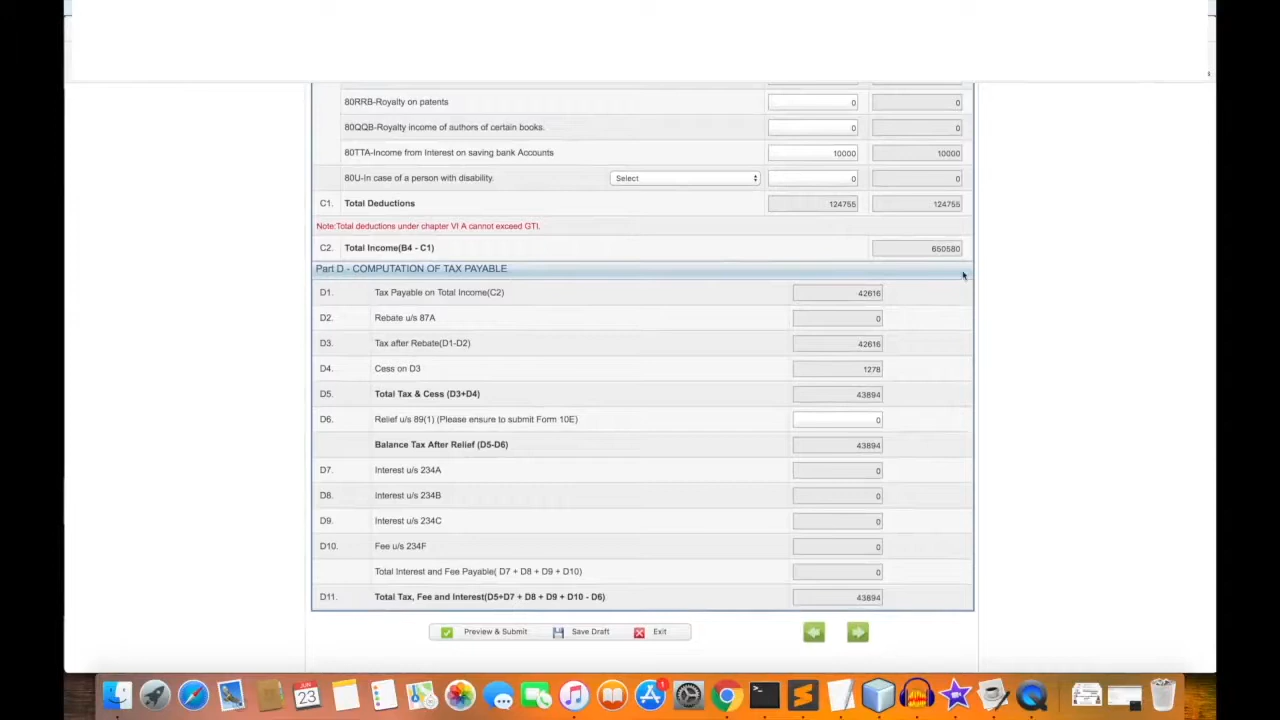 80RRB-Royalty on patents 0 0
80QQB-Royalty income of authors of certain books. 0 0
80TTA-Income from Interest on saving bank Accounts 10000 10000
80U-In case of a person with disability. Select 0 0
C1. Total Deductions 124755 124755
Note:Total deductions under chapter VI A cannot exceed GTI.
C2. Total Income(B4 - C1) 650580
Part D - COMPUTATION OF TAX PAYABLE
D1. Tax Payable on Total Income(C2) 42616
D2. Rebate u/s 87A 0
D3. Tax after Rebate(D1-D2) 42616
D4. Cess on D3 1278
D5. Total Tax & Cess (D3+D4) 43894
D6. Relief u/s 89(1) (Please ensure to submit Form 10E) 0
Balance Tax After Relief (D5-D6) 43894
D7. Interest u/s 234A 0
D8. Interest u/s 234B 0
D9. Interest u/s 234C 0
D10. Fee u/s 234F 0
Total Interest and Fee Payable( D7 + D8 + D9 + D10) 0
D11. Total Tax, Fee and Interest(D5+D7 + D8 + D9 + D10 - D6) 43894
Preview & Submit Save Draft Exit
JUN
23
1